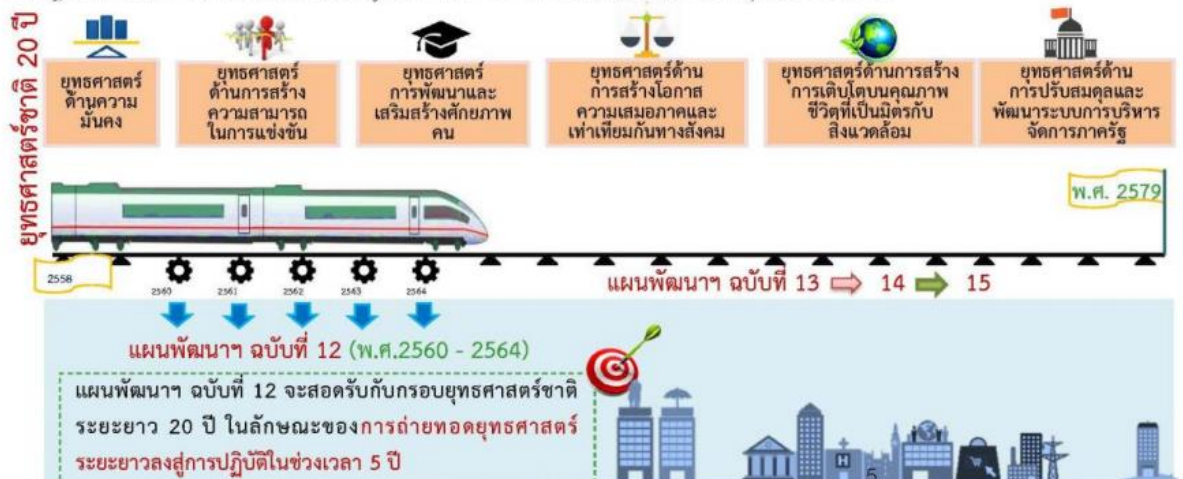 ยุทธศาสตร์ชาติ 20 ปี
ยุทธศาสตร์
ด้านความ
มั่นคง
ยุทธศาสตร์
ด้านการสร้าง
ความสามารถ
ในการแข่งขัน
ยุทธศาสตร์
การพัฒนาและ
เสริมสร้างศักยภาพ
คน
ยุทธศาสตร์ด้าน
การสร้างโอกาส
ความเสมอภาคและ
เท่าเทียมกันทางสังคม
ยุทธศาสตร์ด้านการสร้าง
การเติบโตบนคุณภาพ
ชีวิตที่เป็นมิตรกับ
สิ่งแวดล้อม
ยุทธศาสตร์ด้าน
การปรับสมดุลและ
พัฒนาระบบการบริหาร
จัดการภาครัฐ
พ.ศ. 2579
2558
2560
2561
2562
2563
2564
แผนพัฒนาฯ ฉบับที่ 13 14 15
แผนพัฒนาฯ ฉบับที่ 12 (พ.ศ.2560 - 2564)
แผนพัฒนาฯ ฉบับที่ 12 จะสอดรับกับกรอบยุทธศาสตร์ชาติ
ระยะยาว 20 ปี ในลักษณะของการถ่ายทอดยุทธศาสตร์
ระยะยาวลงสู่การปฏิบัติในช่วงเวลา 5 ปี
H
5